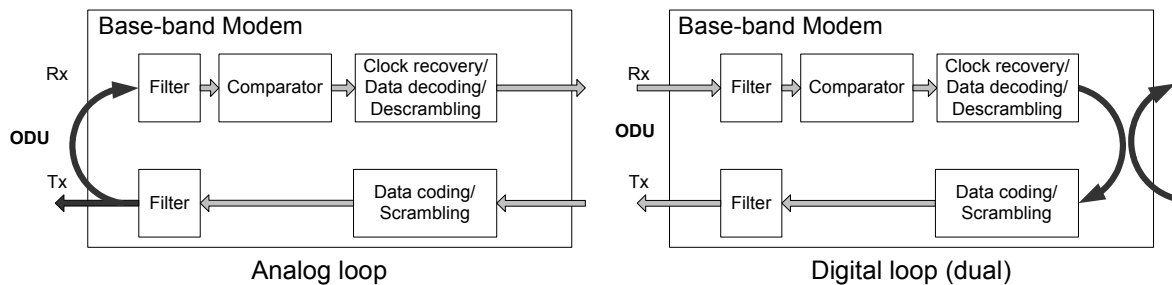 Base-band Modem
Rx
Filter
Comparator
Clock recovery/
Data decoding/
Descrambling
ODU
Tx
Filter
Data coding/
Scrambling
Analog loop
Base-band Modem
Rx
Filter
Comparator
Clock recovery/
Data decoding/
Descrambling
ODU
Tx
Filter
Data coding/
Scrambling
Digital loop (dual)